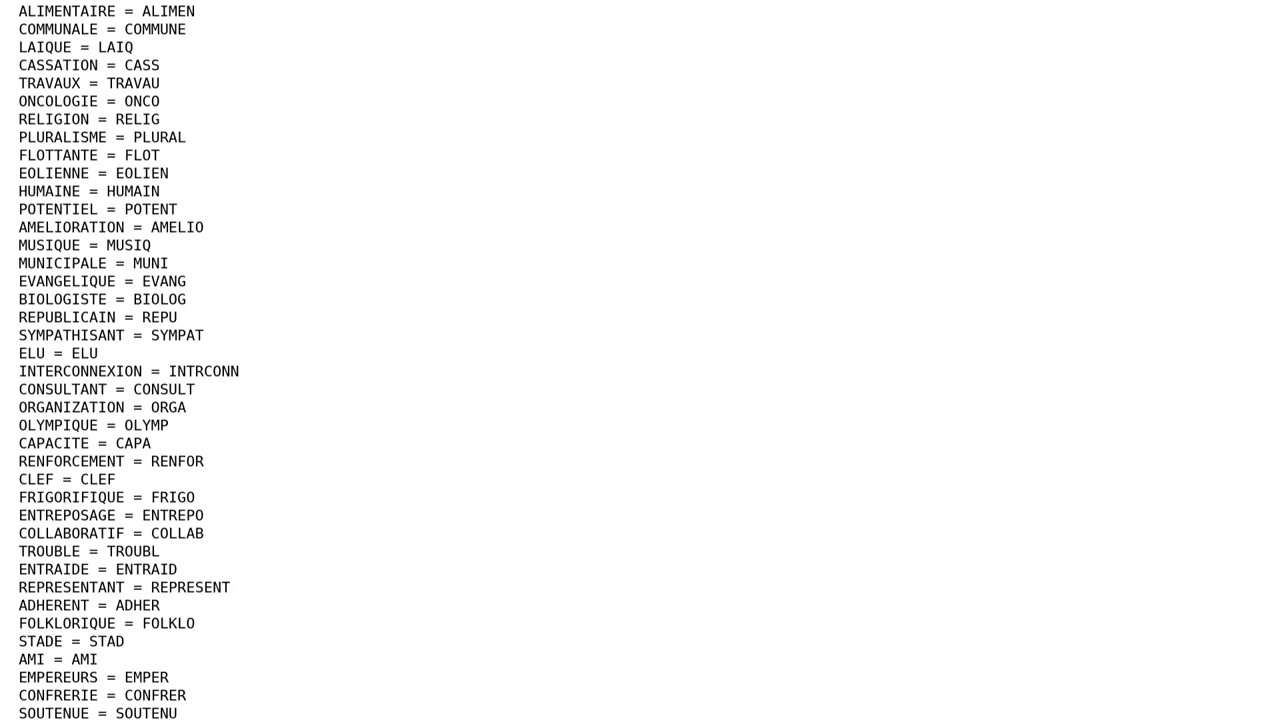 ALIMENTAIRE = ALIMEN
COMMUNALE = COMMUNE
LAIQUE = LAIQ
CASSATION = CASS
TRAVAUX = TRAVAU
ONCOLOGIE = ONCO
RELIGION = RELIG
PLURALISME = PLURAL
FLOTTANTE = FLOT
EOLIENNE = EOLIEN
HUMAINE = HUMAIN
POTENTIEL = POTENT
AMELIORATION = AMELIO
MUSIQUE = MUSIQ
MUNICIPALE = MUNI
EVANGELIQUE = EVANG
BIOLOGISTE = BIOLOG
REPUBLICAIN = REPU
SYMPATHISANT = SYMPAT
ELU = ELU
INTERCONNEXION = INTRCONN
CONSULTANT = CONSULT
ORGANIZATION = ORGA
OLYMPIQUE = OLYMP
CAPACITE = CAPA
RENFORCEMENT = RENFOR
CLEF = CLEF
FRIGORIFIQUE = FRIGO
ENTREPOSAGE = ENTREPO
COLLABORATIF = COLLAB
TROUBLE = TROUBL
ENTRAIDE = ENTRAID
REPRESENTANT = REPRESENT
ADHERENT = ADHER
FOLKLORIQUE = FOLKLO
STADE = STAD
AMI = AMI
EMPEREURS = EMPER
CONFRERIE = CONFRER
SOUTENUE = SOUTENU